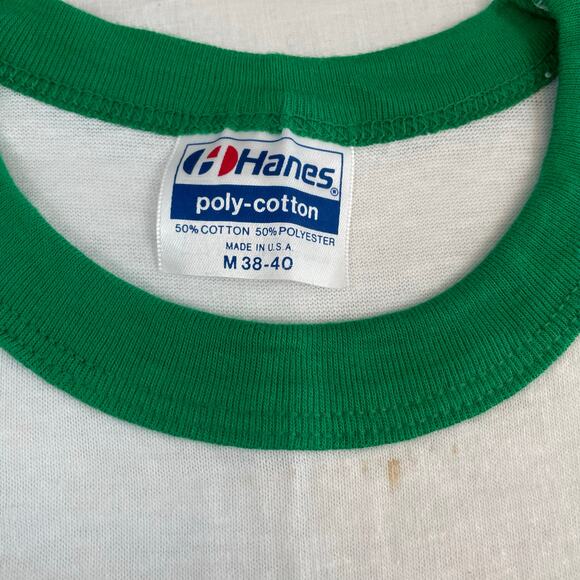 Hanes®
poly-cotton
50% COTTON 50% POLYESTER
MADE IN U.S.A.
M 38-40